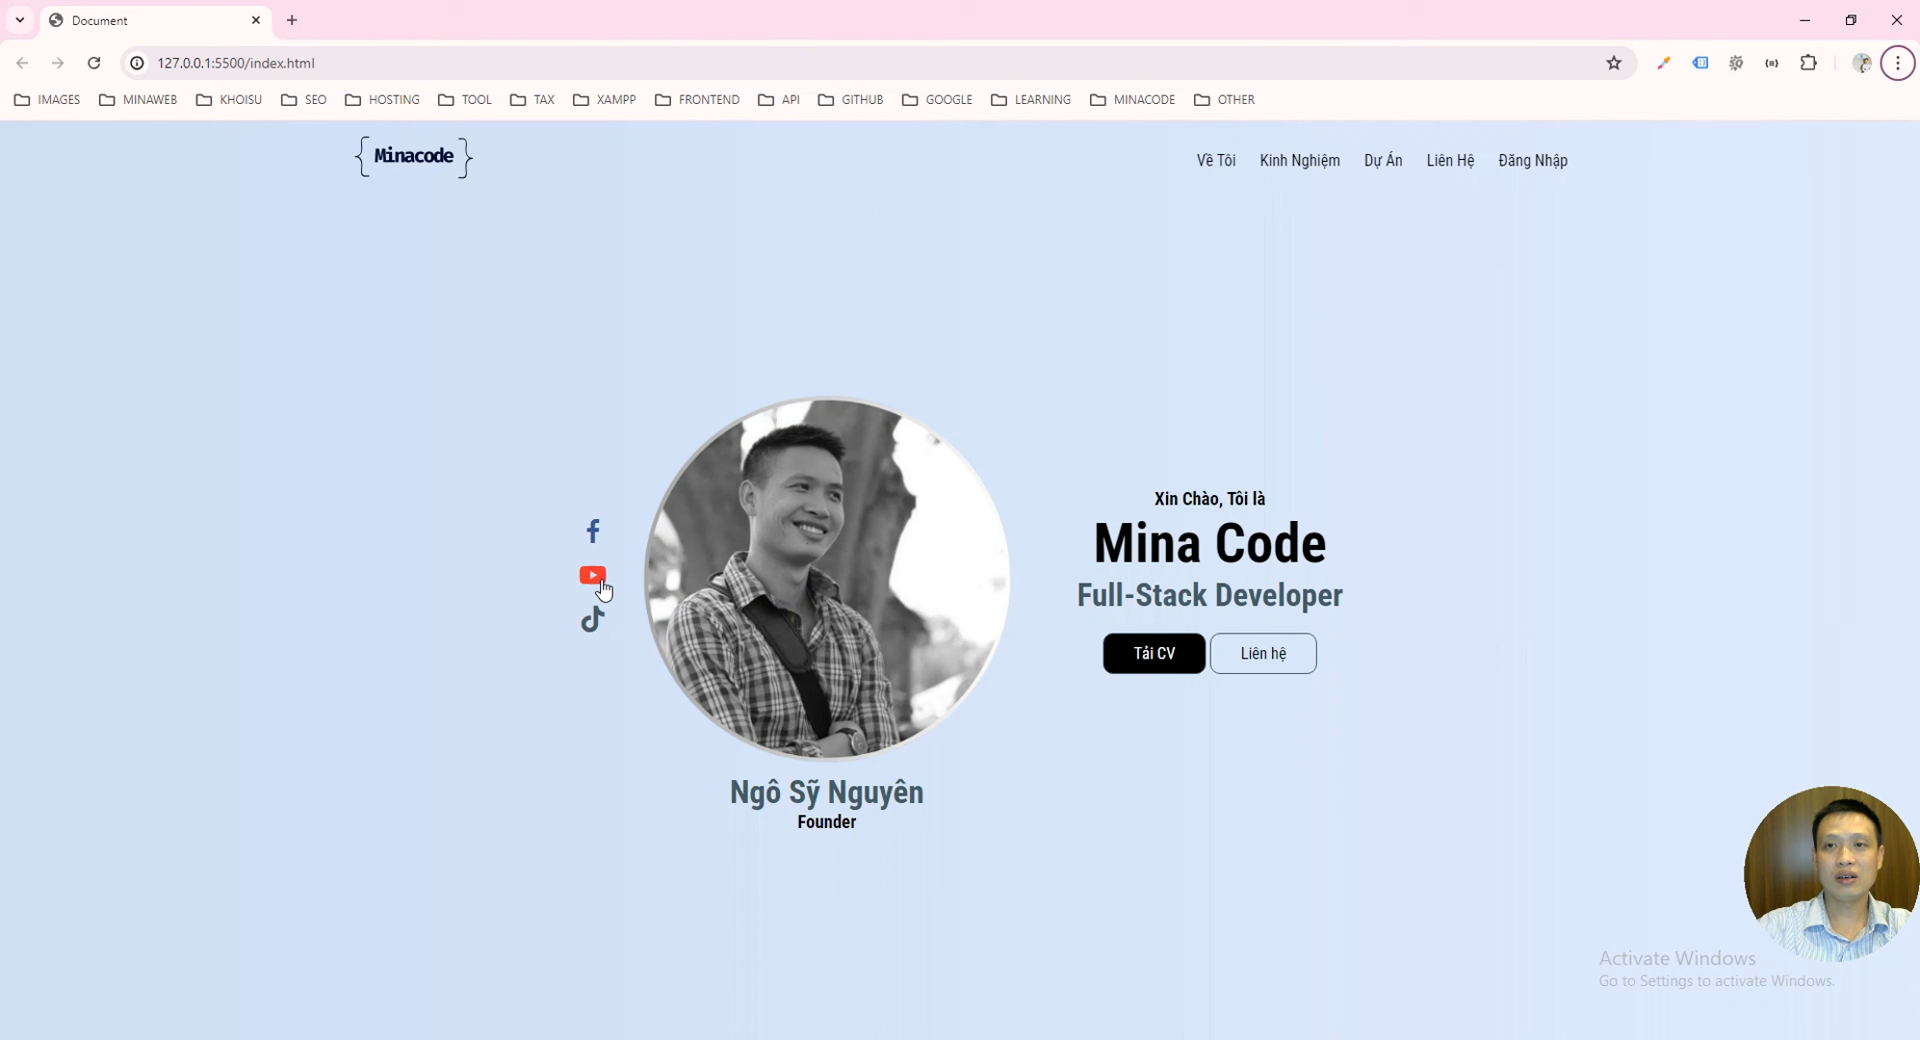 Document
127.0.0.1:5500/index.html
IMAGES MINAWEB KHOISU SEO HOSTING TOOL TAX XAMPP FRONTEND API GITHUB GOOGLE LEARNING MINACODE OTHER
{ Minacode }
Về Tôi Kinh Nghiệm Dự Án Liên Hệ Đăng Nhập
Xin Chào, Tôi là
Mina Code
Full-Stack Developer
Tải CV Liên hệ
Ngô Sỹ Nguyên
Founder
Activate Windows
Go to Settings to activate Windows.